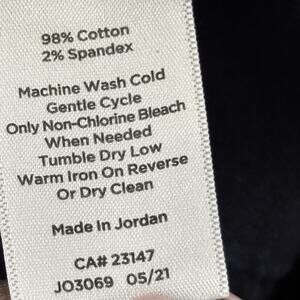 98% Cotton
2% Spandex
Machine Wash Cold
Gentle Cycle
Only Non-Chlorine Bleach
When Needed
Tumble Dry Low
Warm Iron On Reverse
Or Dry Clean
Made In Jordan
CA# 23147
JO3069 05/21